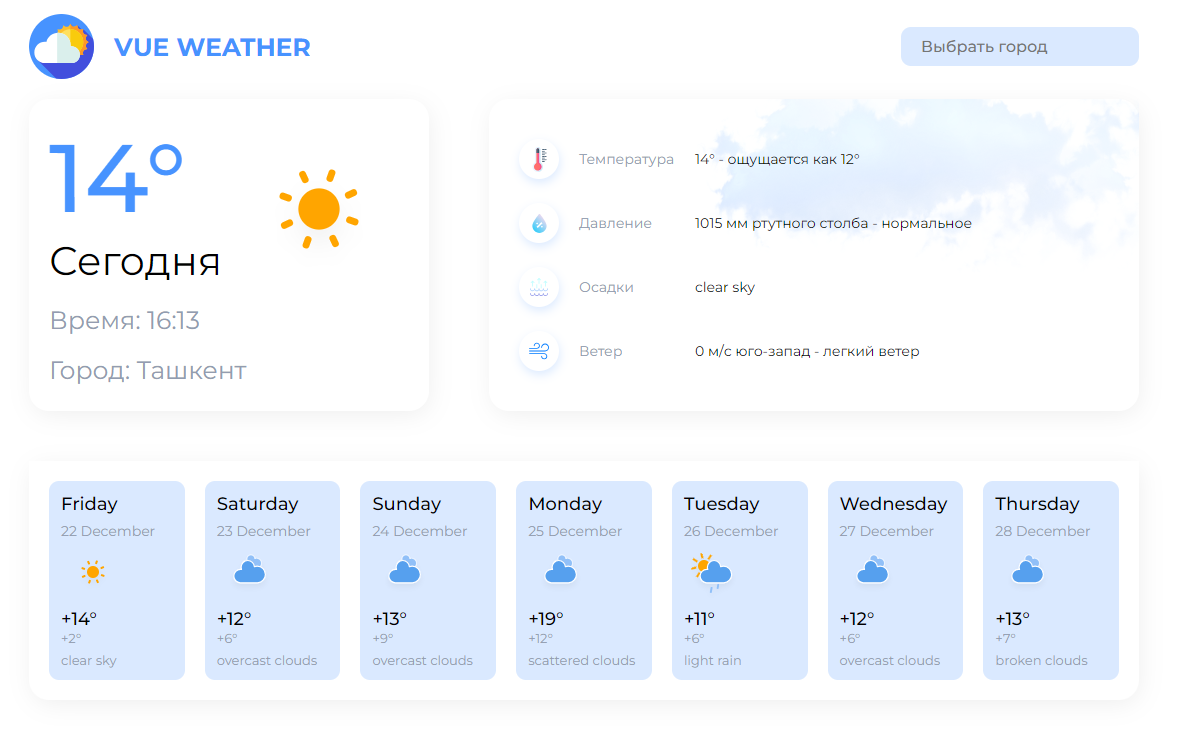 VUE WEATHER
Выбрать город
14°
Сегодня
Время: 16:13
Город: Ташкент
Температура 14° - ощущается как 12°
Давление 1015 мм ртутного столба - нормальное
Осадки clear sky
Ветер 0 м/с юго-запад - легкий ветер
Friday
22 December
+14°
+2°
clear sky
Saturday
23 December
+12°
+6°
overcast clouds
Sunday
24 December
+13°
+9°
overcast clouds
Monday
25 December
+19°
+12°
scattered clouds
Tuesday
26 December
+11°
+6°
light rain
Wednesday
27 December
+12°
+6°
overcast clouds
Thursday
28 December
+13°
+7°
broken clouds